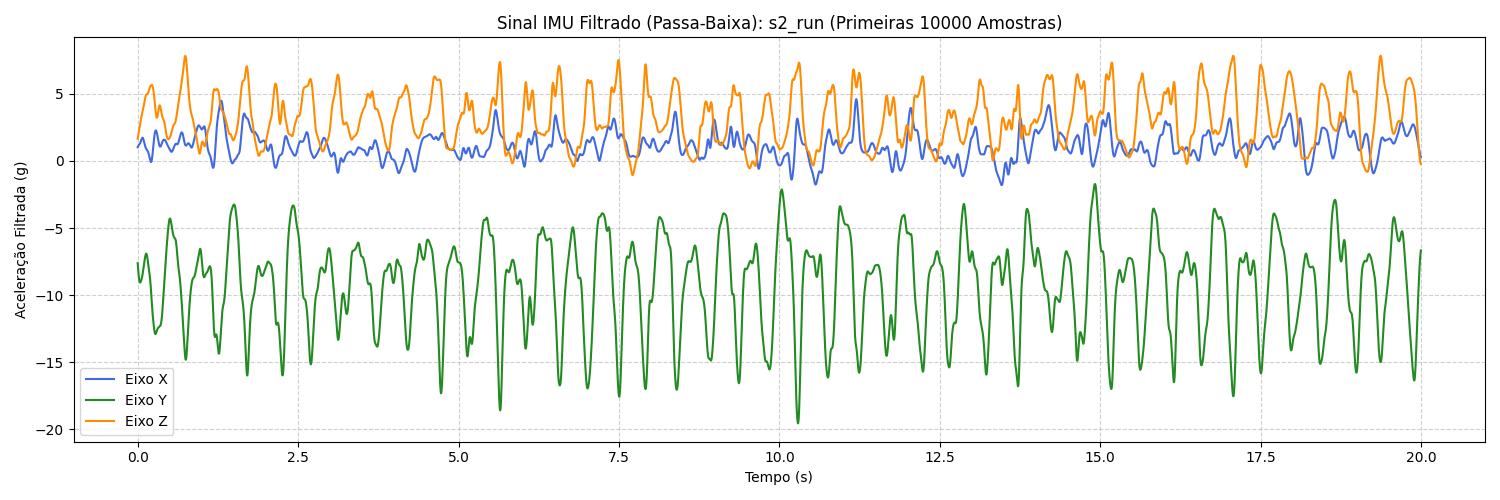 Sinal IMU Filtrado (Passa-Baixa): s2_run (Primeiras 10000 Amostras)
Aceleração Filtrada (g)
5
0
−5
−10
−15
−20
Eixo X
Eixo Y
Eixo Z
0.0 2.5 5.0 7.5 10.0 12.5 15.0 17.5 20.0
Tempo (s)